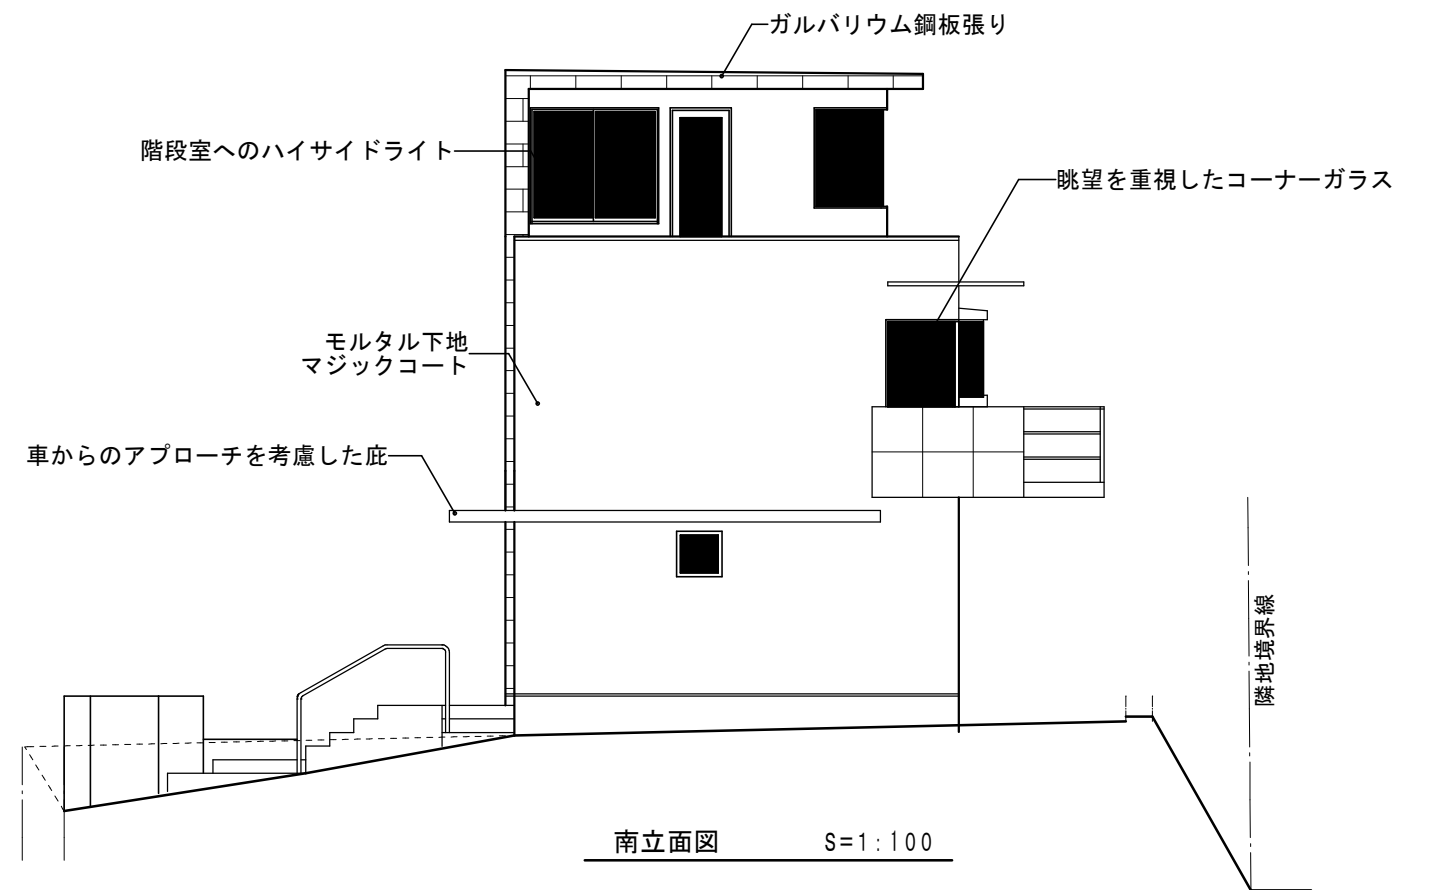 ガルバリウム鋼板張り
階段室へのハイサイドライト
眺望を重視したコーナーガラス
モルタル下地
マジックコート
車からのアプローチを考慮した庇
隣地境界線
南立面図 S=1:100